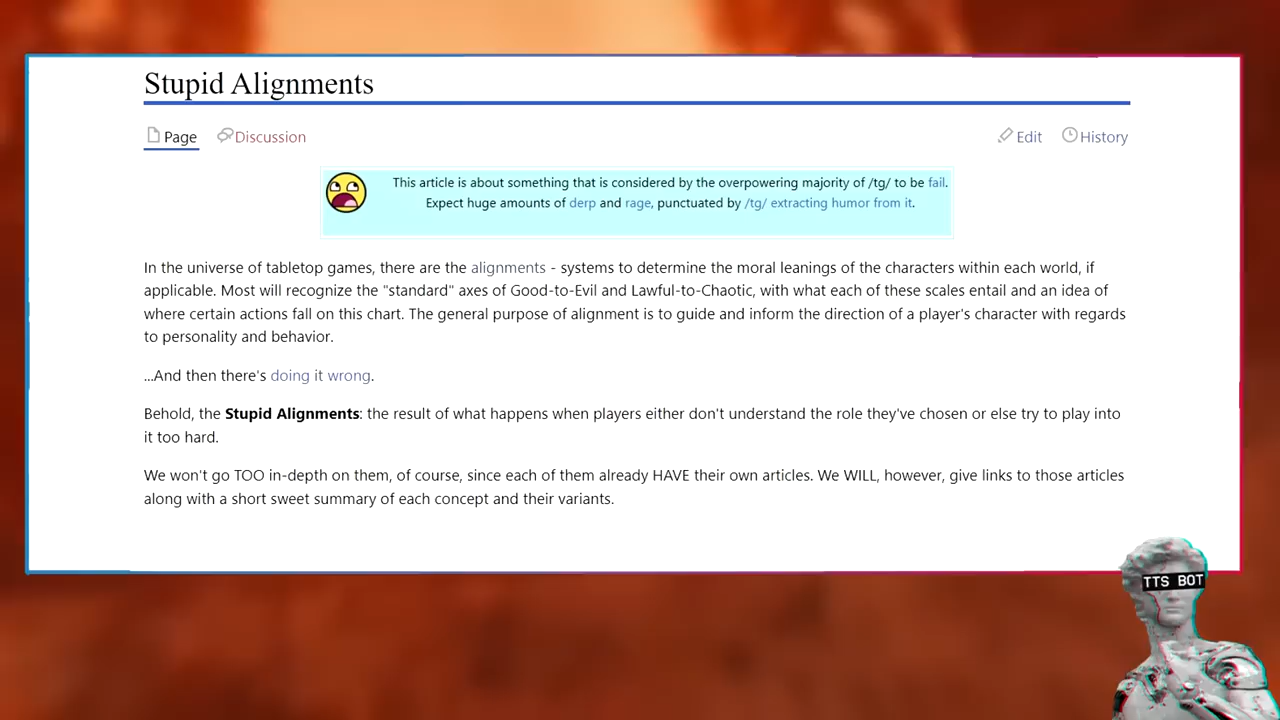 Stupid Alignments
Page Discussion Edit History
This article is about something that is considered by the overpowering majority of /tg/ to be fail.
Expect huge amounts of derp and rage, punctuated by /tg/ extracting humor from it.
In the universe of tabletop games, there are the alignments - systems to determine the moral leanings of the characters within each world, if
applicable. Most will recognize the "standard" axes of Good-to-Evil and Lawful-to-Chaotic, with what each of these scales entail and an idea of
where certain actions fall on this chart. The general purpose of alignment is to guide and inform the direction of a player's character with regards
to personality and behavior.
...And then there's doing it wrong.
Behold, the Stupid Alignments: the result of what happens when players either don't understand the role they've chosen or else try to play into
it too hard.
We won't go TOO in-depth on them, of course, since each of them already HAVE their own articles. We WILL, however, give links to those articles
along with a short sweet summary of each concept and their variants.
TTS BOT